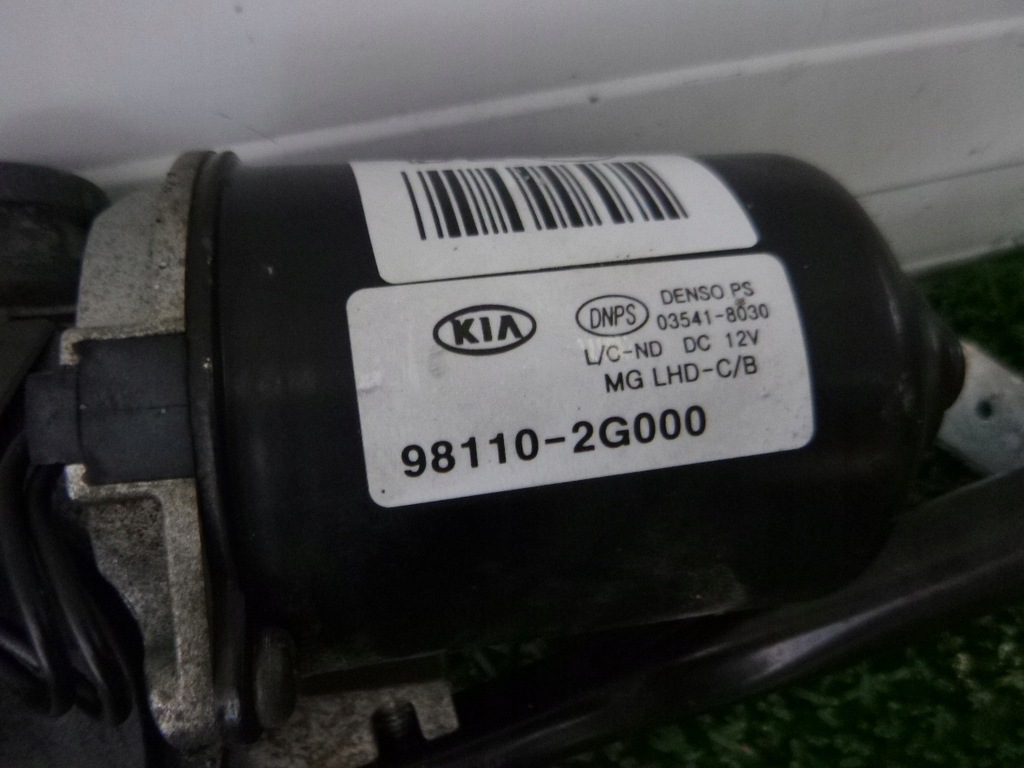 KIA
DNPS
DENSO PS
03541-8030
L/C-ND DC 12V
MG LHD-C/B
98110-2G000